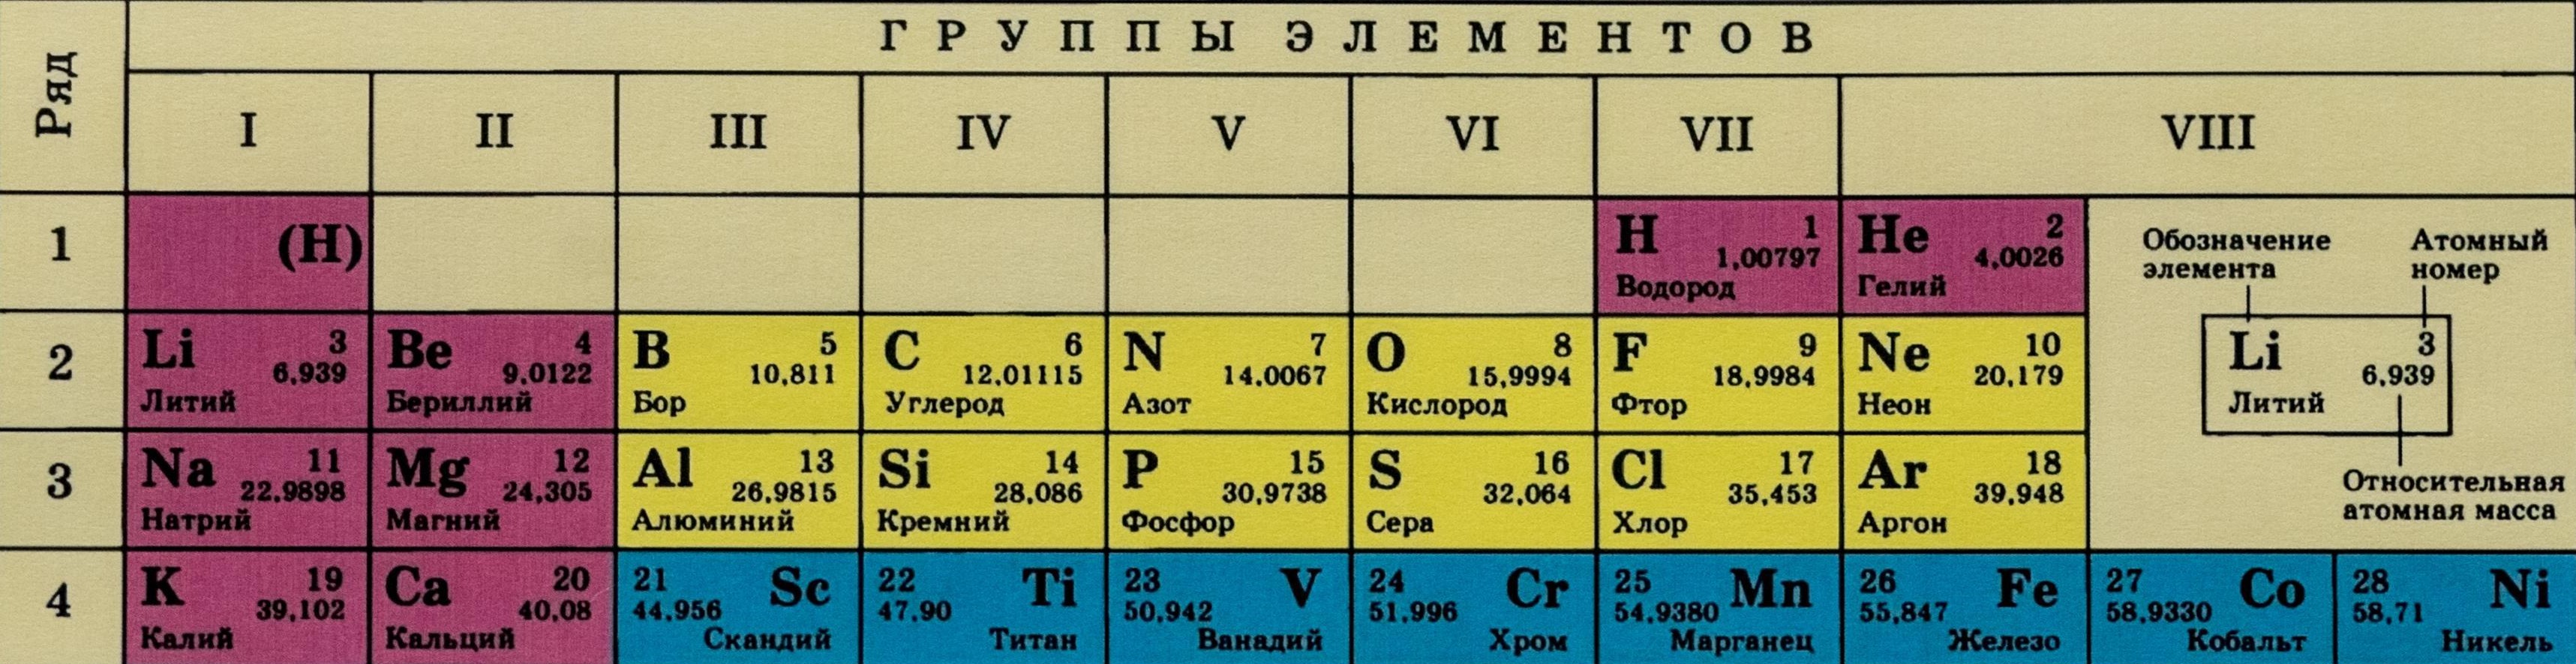 Ряд
ГРУППЫ ЭЛЕМЕНТОВ
I II III IV V VI VII VIII
1
(H)
H 1
1,00797
Водород
He 2
4,0026
Гелий
Обозначение
элемента
Атомный
номер
Li 3
6,939
Литий
Относительная
атомная масса
2
Li 3
6,939
Литий
Be 4
9,0122
Бериллий
B 5
10,811
Бор
C 6
12,01115
Углерод
N 7
14,0067
Азот
O 8
15,9994
Кислород
F 9
18,9984
Фтор
Ne 10
20,179
Неон
3
Na 11
22,9898
Натрий
Mg 12
24,305
Магний
Al 13
26,9815
Алюминий
Si 14
28,086
Кремний
P 15
30,9738
Фосфор
S 16
32,064
Сера
Cl 17
35,453
Хлор
Ar 18
39,948
Аргон
4
K 19
39,102
Калий
Ca 20
40,08
Кальций
21 Sc
44,956
Скандий
22 Ti
47,90
Титан
23 V
50,942
Ванадий
24 Cr
51,996
Хром
25 Mn
54,9380
Марганец
26 Fe
55,847
Железо
27 Co
58,9330
Кобальт
28 Ni
58,71
Никель